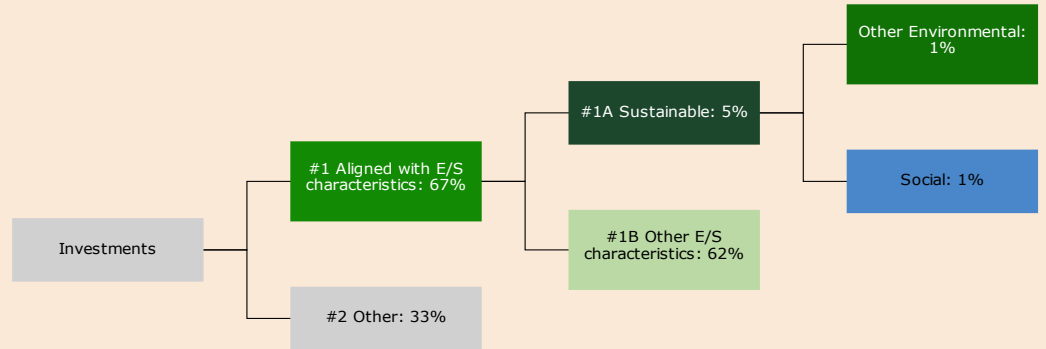 Other Environmental:
1%
#1A Sustainable: 5%
#1 Aligned with E/S
characteristics: 67%
Social: 1%
Investments
#1B Other E/S
characteristics: 62%
#2 Other: 33%